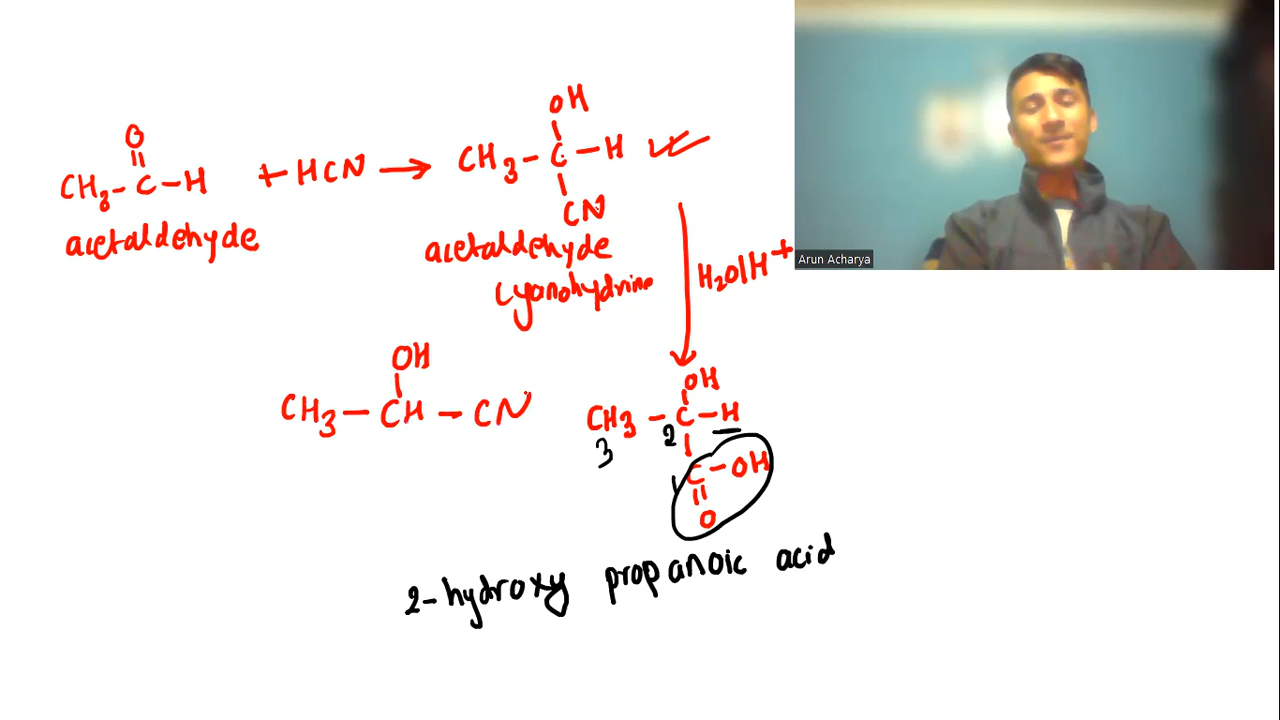 O
||
CH3-C-H + HCN →
acetaldehyde
OH
|
CH3-C-H
|
CN
acetaldehyde
cyanohydrine
H2O/H+
OH
|
CH3-CH-CN
OH
|
CH3-C-H
3 2
|
1 C-OH
||
O
2-hydroxy propanoic acid
Arun Acharya